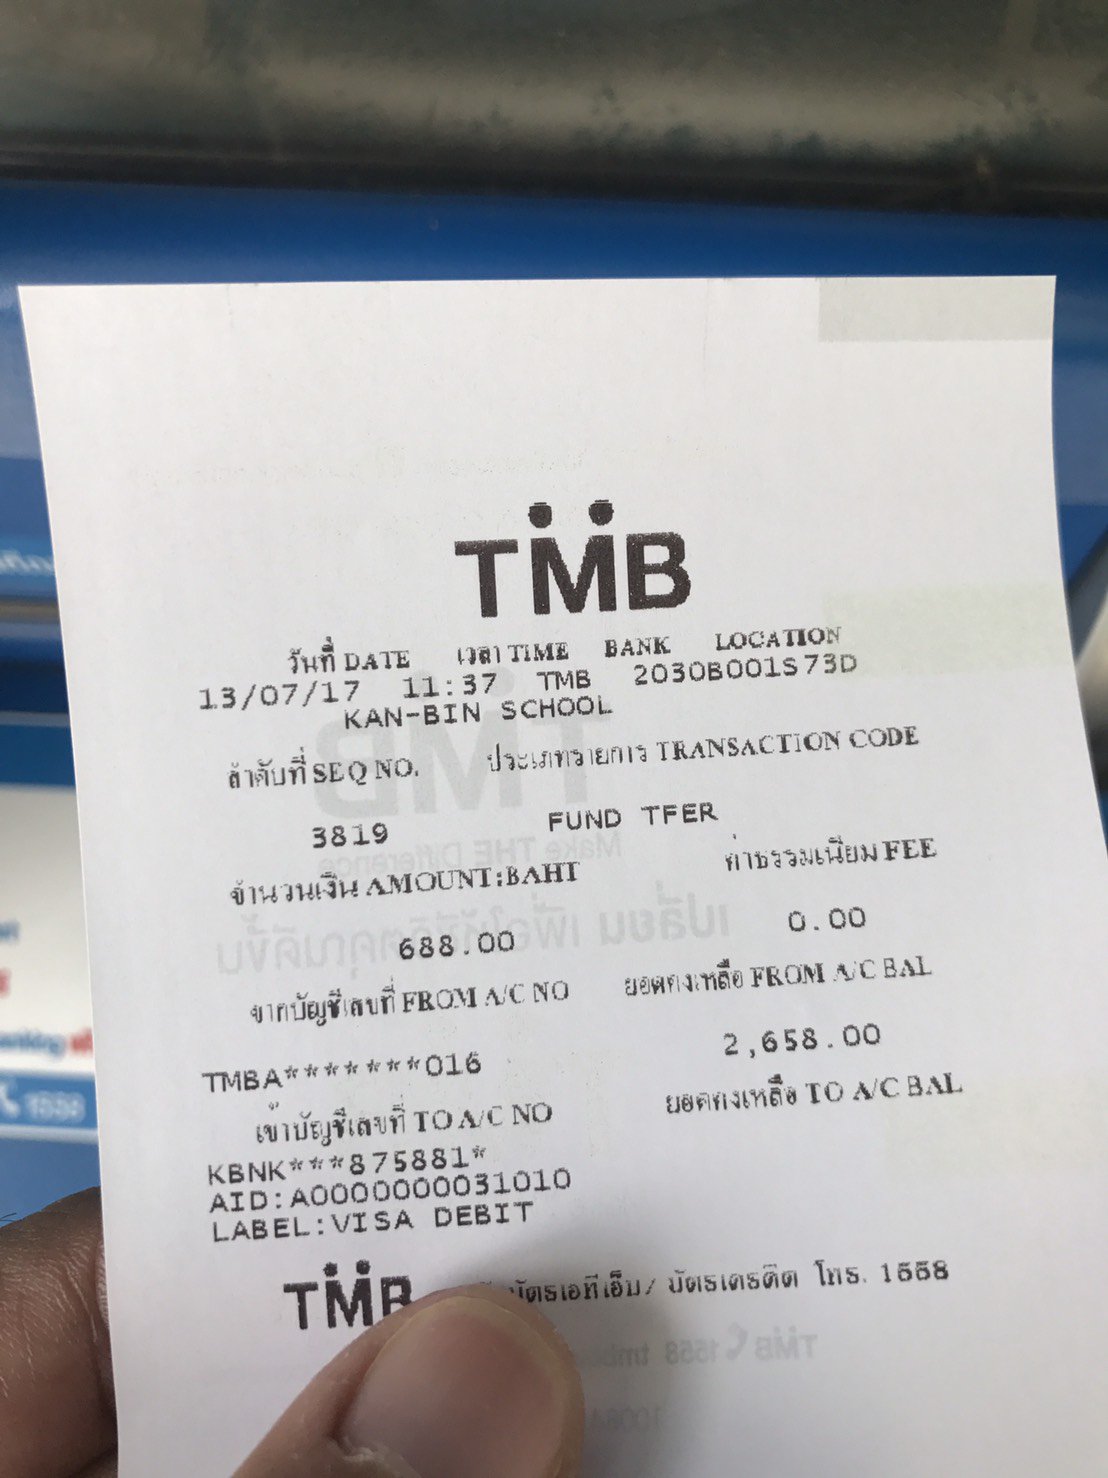 TMB
วันที่ DATE เวลา TIME BANK LOCATION
13/07/17 11:37 TMB 2030B001S73D
KAN-BIN SCHOOL
ลำดับที่ SEQ NO. ประเภทรายการ TRANSACTION CODE
3819 FUND TFER
จำนวนเงิน AMOUNT:BAHT ค่าธรรมเนียม FEE
688.00 0.00
จากบัญชีเลขที่ FROM A/C NO ยอดคงเหลือ FROM A/C BAL
TMBA*******016 2,658.00
เข้าบัญชีเลขที่ TO A/C NO ยอดคงเหลือ TO A/C BAL
KBNK***875881*
AID:A0000000031010
LABEL:VISA DEBIT
TMB บัตรเอทีเอ็ม/ บัตรเครดิต โทร. 1558